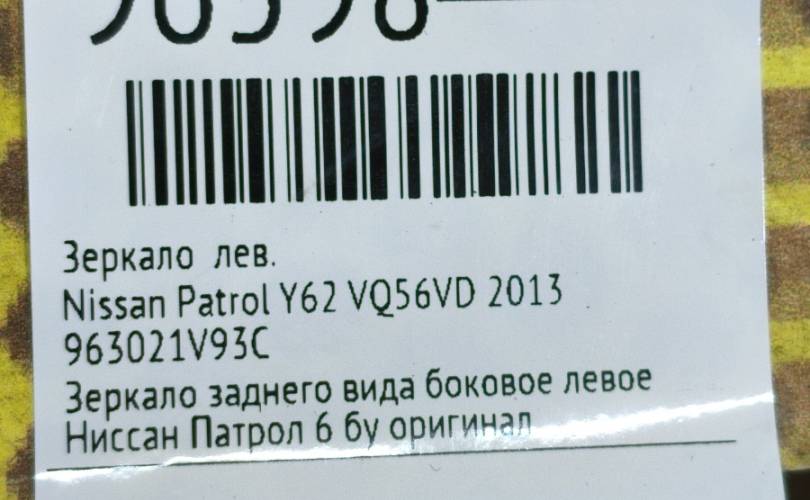 Зеркало лев.
Nissan Patrol Y62 VQ56VD 2013
963021V93C
Зеркало заднего вида боковое левое
Ниссан Патрол 6 бу оригинал